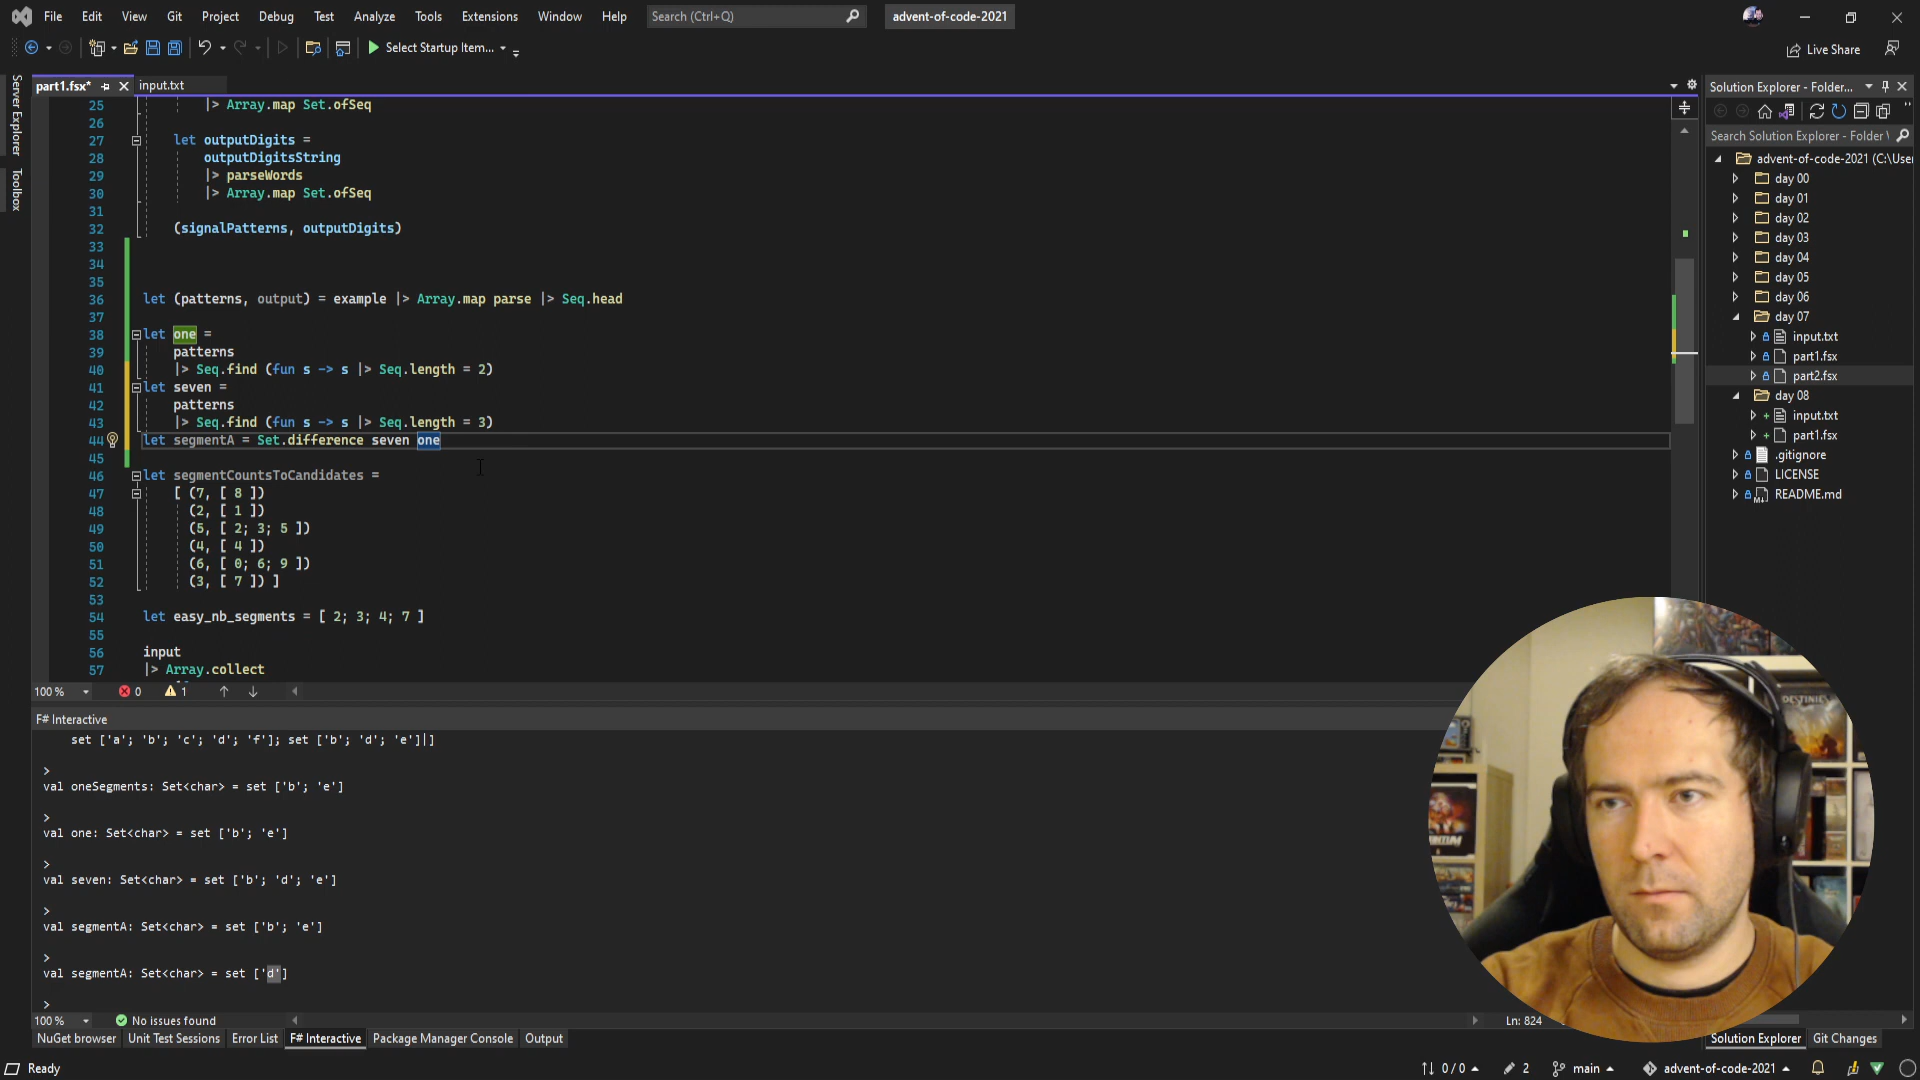 File Edit View Git Project Debug Test Analyze Tools Extensions Window Help Search (Ctrl+Q) advent-of-code-2021
Select Startup Item... Live Share
Server Explorer
Toolbox
part1.fsx* input.txt
25 |> Array.map Set.ofSeq
26
27 let outputDigits =
28 outputDigitsString
29 |> parseWords
30 |> Array.map Set.ofSeq
31
32 (signalPatterns, outputDigits)
33
34
35
36 let (patterns, output) = example |> Array.map parse |> Seq.head
37
38 let one =
39 patterns
40 |> Seq.find (fun s -> s |> Seq.length = 2)
41 let seven =
42 patterns
43 |> Seq.find (fun s -> s |> Seq.length = 3)
44 let segmentA = Set.difference seven one
45
46 let segmentCountsToCandidates =
47 [ (7, [ 8 ])
48 (2, [ 1 ])
49 (5, [ 2; 3; 5 ])
50 (4, [ 4 ])
51 (6, [ 0; 6; 9 ])
52 (3, [ 7 ]) ]
53
54 let easy_nb_segments = [ 2; 3; 4; 7 ]
55
56 input
57 |> Array.collect
100 % 0 1
F# Interactive
set ['a'; 'b'; 'c'; 'd'; 'f']; set ['b'; 'd'; 'e']|]
>
val oneSegments: Set<char> = set ['b'; 'e']
>
val one: Set<char> = set ['b'; 'e']
>
val seven: Set<char> = set ['b'; 'd'; 'e']
>
val segmentA: Set<char> = set ['b'; 'e']
>
val segmentA: Set<char> = set ['d']
>
100 % No issues found Ln: 824
NuGet browser Unit Test Sessions Error List F# Interactive Package Manager Console Output
Solution Explorer - Folder...
Search Solution Explorer - Folder
advent-of-code-2021 (C:\User
day 00
day 01
day 02
day 03
day 04
day 05
day 06
day 07
input.txt
part1.fsx
part2.fsx
day 08
input.txt
part1.fsx
.gitignore
LICENSE
README.md
DESTINIES
Solution Explorer Git Changes
Ready 0 / 0 2 main advent-of-code-2021